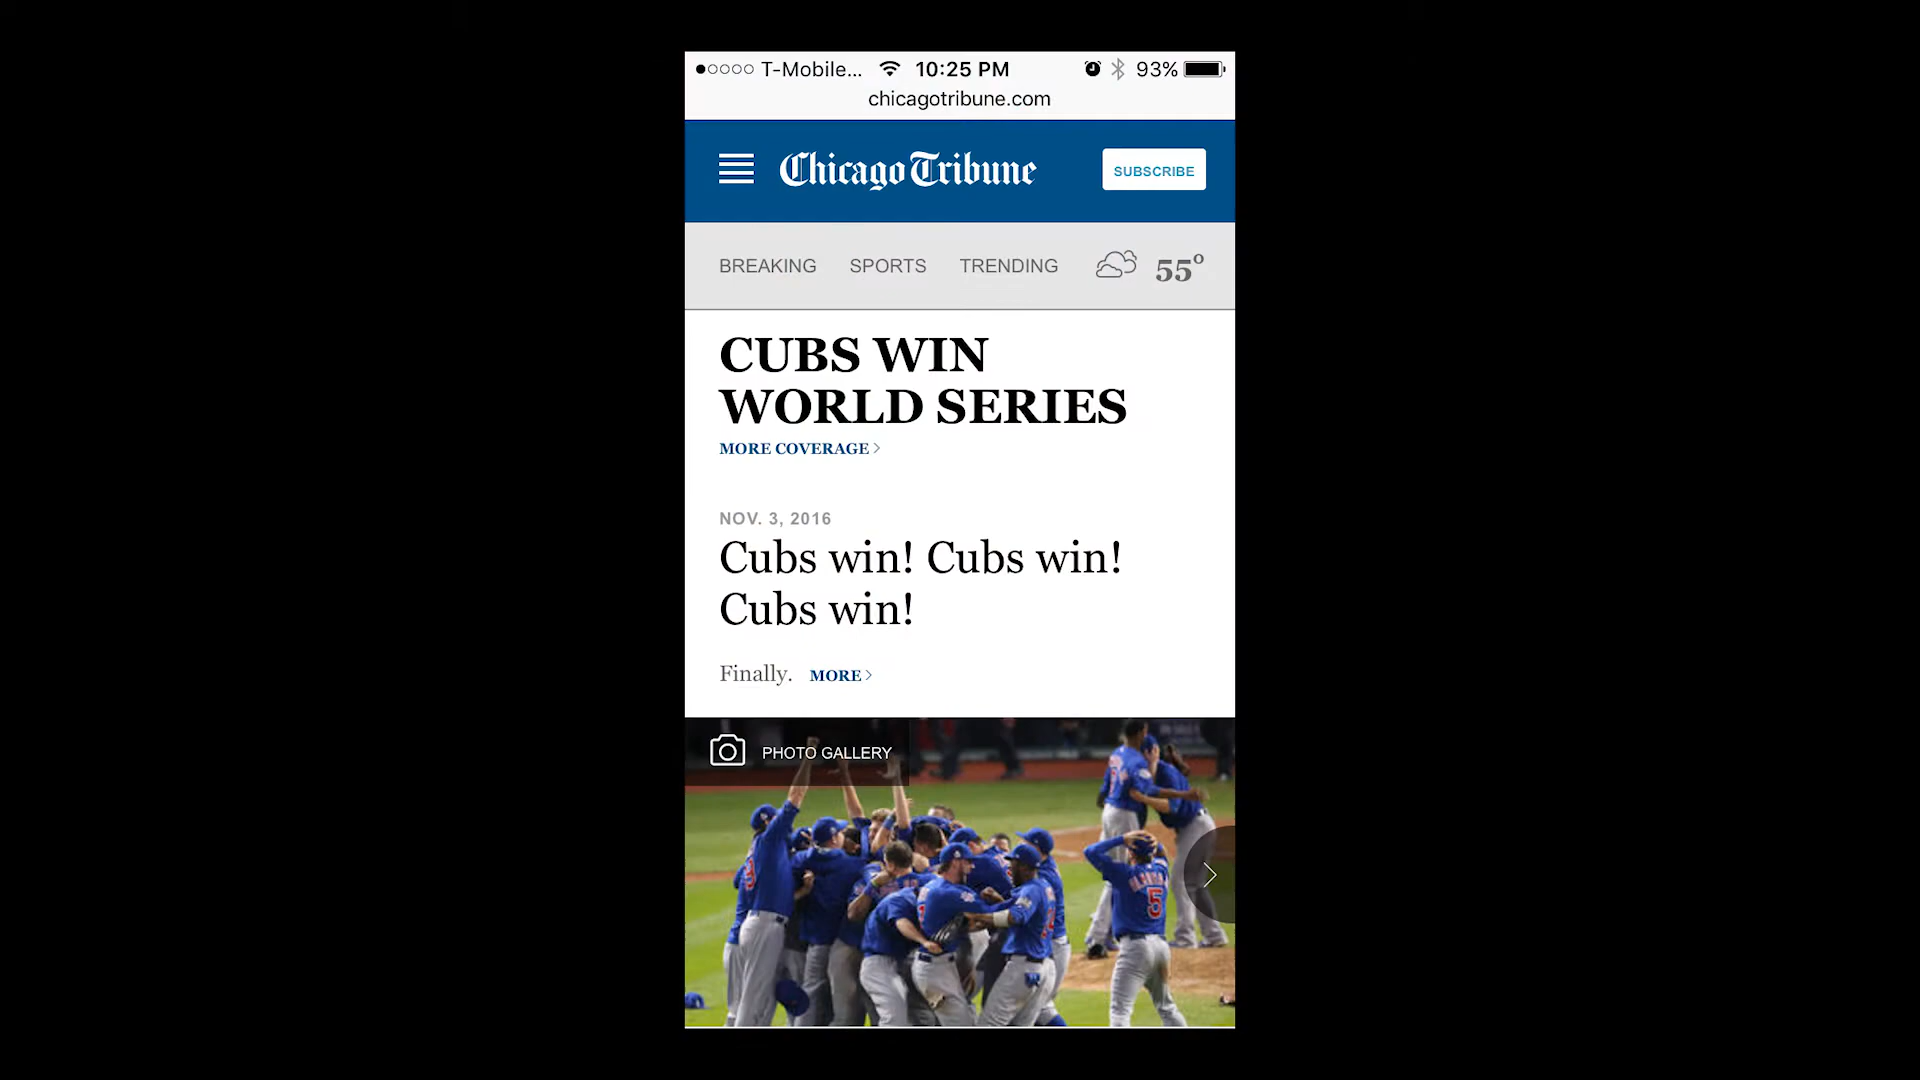 T-Mobile... 10:25 PM 93%
chicagotribune.com
Chicago Tribune SUBSCRIBE
BREAKING SPORTS TRENDING 55°
CUBS WIN
WORLD SERIES
MORE COVERAGE >
NOV. 3, 2016
Cubs win! Cubs win!
Cubs win!
Finally. MORE >
PHOTO GALLERY
5